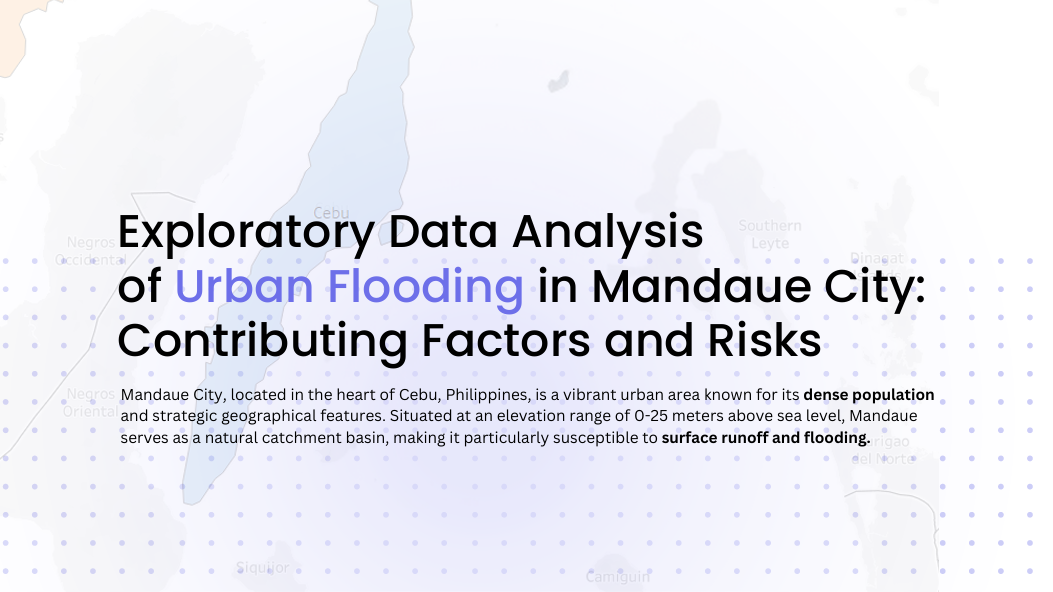 Cebu
Southern
Leyte
Negros
Occidental
Dinagat
Exploratory Data Analysis
of Urban Flooding in Mandaue City:
Contributing Factors and Risks
Mandaue City, located in the heart of Cebu, Philippines, is a vibrant urban area known for its dense population
and strategic geographical features. Situated at an elevation range of 0-25 meters above sea level, Mandaue
serves as a natural catchment basin, making it particularly susceptible to surface runoff and flooding.
Negros
Oriental
del Norte
Siquijor
Camiguin